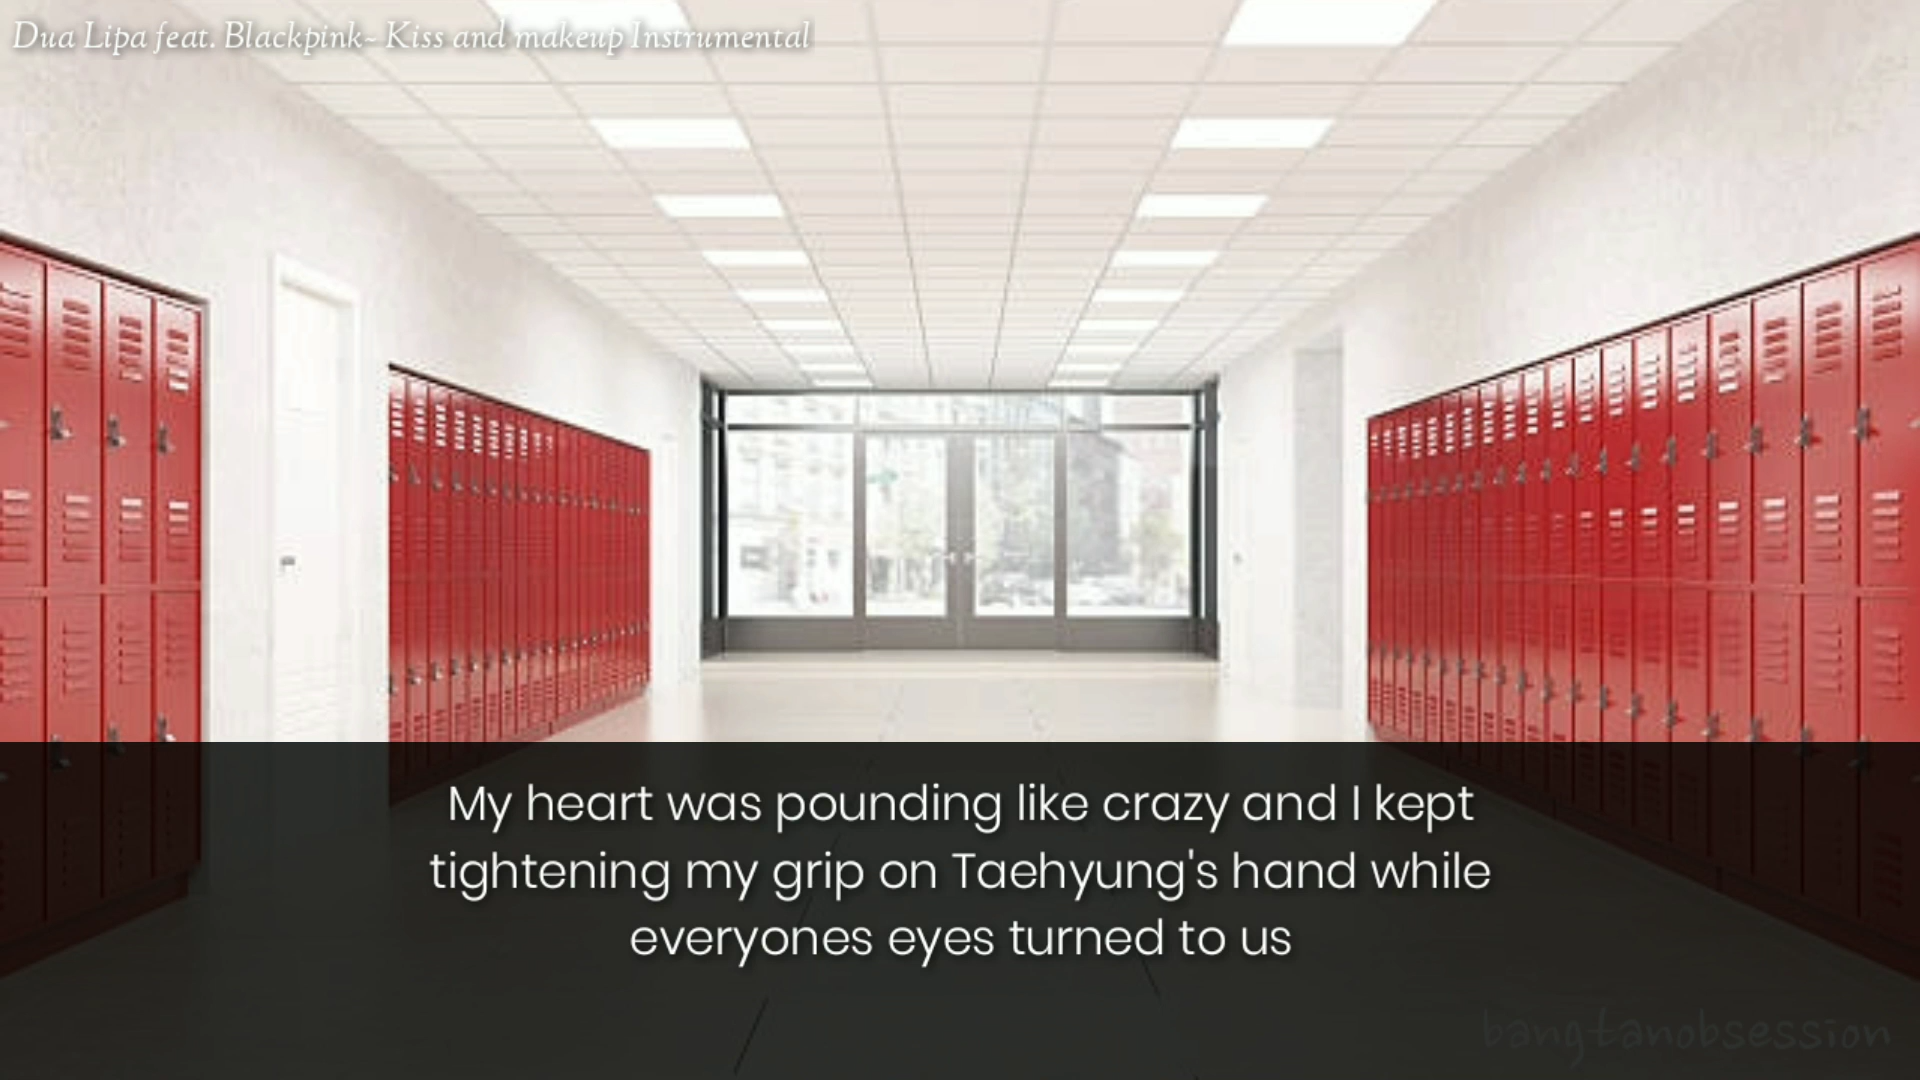 Dua Lipa feat. Blackpink- Kiss and makeup Instrumental
My heart was pounding like crazy and I kept
tightening my grip on Taehyung's hand while
everyones eyes turned to us
bangtanobsession